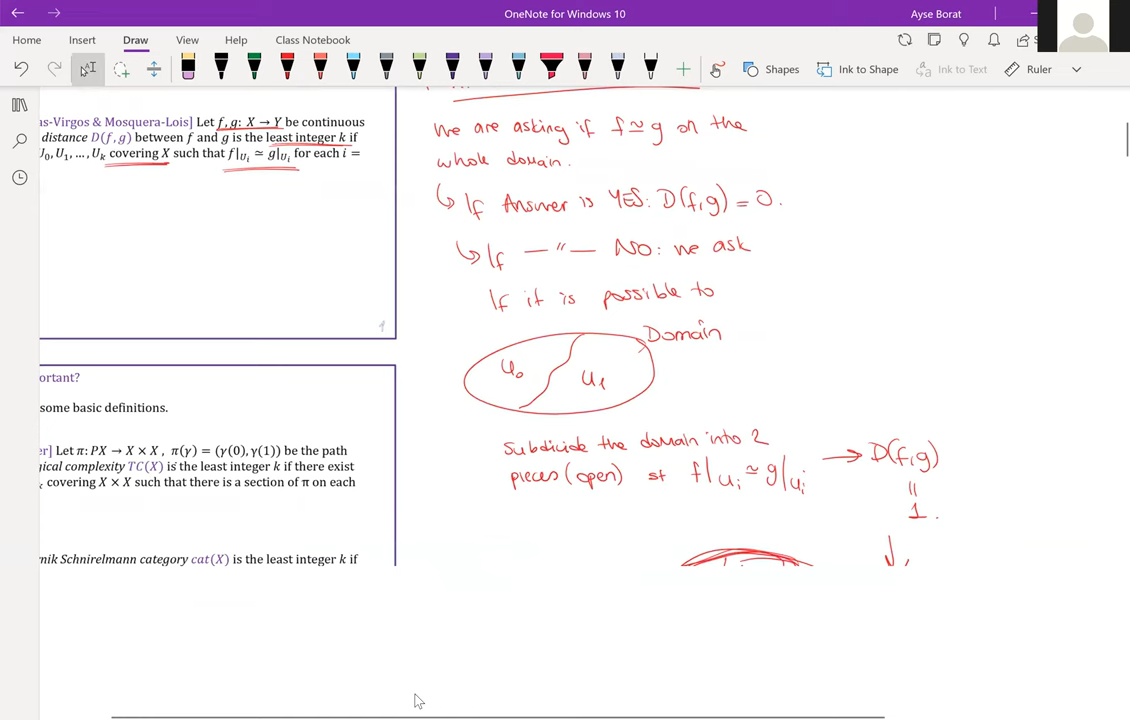 OneNote for Windows 10
Ayse Borat
Home Insert Draw View Help Class Notebook
Shapes Ink to Shape Ink to Text Ruler
as-Virgos & Mosquera-Lois] Let f, g: X → Y be continuous
distance D(f, g) between f and g is the least integer k if
U₀, U₁, …, Uₖ covering X such that f|Uᵢ ≃ g|Uᵢ for each i =
We are asking if f ≃ g on the
whole domain.
↳ If Answer is YES: D(f,g) = 0.
↳ If —"— NO: we ask
If it is possible to
Domain
U₀
U₁
Subdivide the domain into 2
pieces (open) st f|Uᵢ ≃ g|Uᵢ → D(f,g)
"
1.
ortant?
some basic definitions.
er] Let π: PX → X × X, π(γ) = (γ(0), γ(1)) be the path
gical complexity TC(X) is the least integer k if there exist
covering X × X such that there is a section of π on each
nik Schnirelmann category cat(X) is the least integer k if